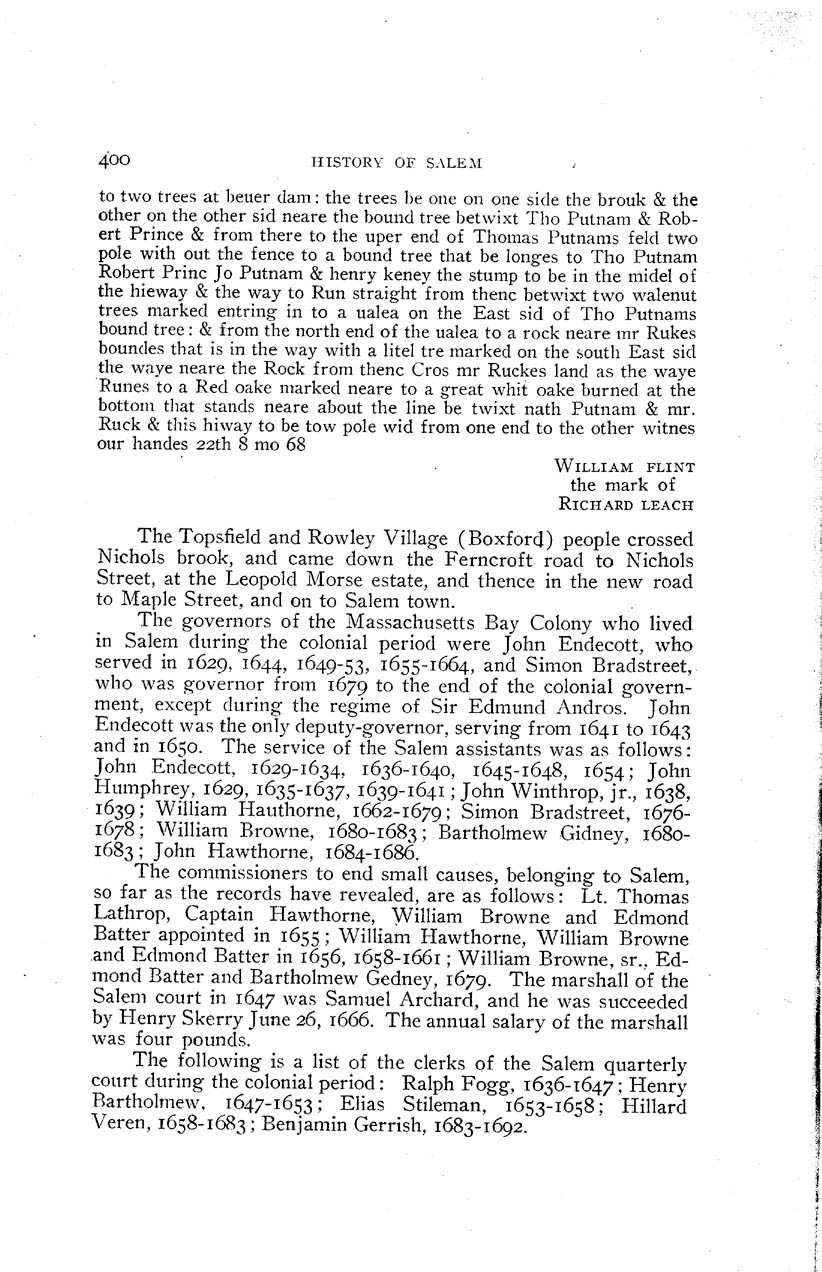 400 HISTORY OF SALEM
to two trees at beuer dam: the trees be one on one side the brouk & the
other on the other sid neare the bound tree betwixt Tho Putnam & Rob-
ert Prince & from there to the uper end of Thomas Putnams feld two
pole with out the fence to a bound tree that be longes to Tho Putnam
Robert Princ Jo Putnam & henry keney the stump to be in the midel of
the hieway & the way to Run straight from thenc betwixt two walenut
trees marked entring in to a ualea on the East sid of Tho Putnams
bound tree: & from the north end of the ualea to a rock neare mr Rukes
boundes that is in the way with a litel tre marked on the south East sid
the waye neare the Rock from thenc Cros mr Ruckes land as the waye
Runes to a Red oake marked neare to a great whit oake burned at the
bottom that stands neare about the line be twixt nath Putnam & mr.
Ruck & this hiway to be tow pole wid from one end to the other witnes
our handes 22th 8 mo 68
WILLIAM FLINT
the mark of
RICHARD LEACH
The Topsfield and Rowley Village (Boxford) people crossed
Nichols brook, and came down the Ferncroft road to Nichols
Street, at the Leopold Morse estate, and thence in the new road
to Maple Street, and on to Salem town.
The governors of the Massachusetts Bay Colony who lived
in Salem during the colonial period were John Endecott, who
served in 1629, 1644, 1649-53, 1655-1664, and Simon Bradstreet,
who was governor from 1679 to the end of the colonial govern-
ment, except during the regime of Sir Edmund Andros. John
Endecott was the only deputy-governor, serving from 1641 to 1643
and in 1650. The service of the Salem assistants was as follows:
John Endecott, 1629-1634, 1636-1640, 1645-1648, 1654; John
Humphrey, 1629, 1635-1637, 1639-1641; John Winthrop, jr., 1638,
1639; William Hauthorne, 1662-1679; Simon Bradstreet, 1676-
1678; William Browne, 1680-1683; Bartholmew Gidney, 1680-
1683; John Hawthorne, 1684-1686.
The commissioners to end small causes, belonging to Salem,
so far as the records have revealed, are as follows: Lt. Thomas
Lathrop, Captain Hawthorne, William Browne and Edmond
Batter appointed in 1655; William Hawthorne, William Browne
and Edmond Batter in 1656, 1658-1661; William Browne, sr., Ed-
mond Batter and Bartholmew Gedney, 1679. The marshall of the
Salem court in 1647 was Samuel Archard, and he was succeeded
by Henry Skerry June 26, 1666. The annual salary of the marshall
was four pounds.
The following is a list of the clerks of the Salem quarterly
court during the colonial period: Ralph Fogg, 1636-1647; Henry
Bartholmew, 1647-1653; Elias Stileman, 1653-1658; Hillard
Veren, 1658-1683; Benjamin Gerrish, 1683-1692.